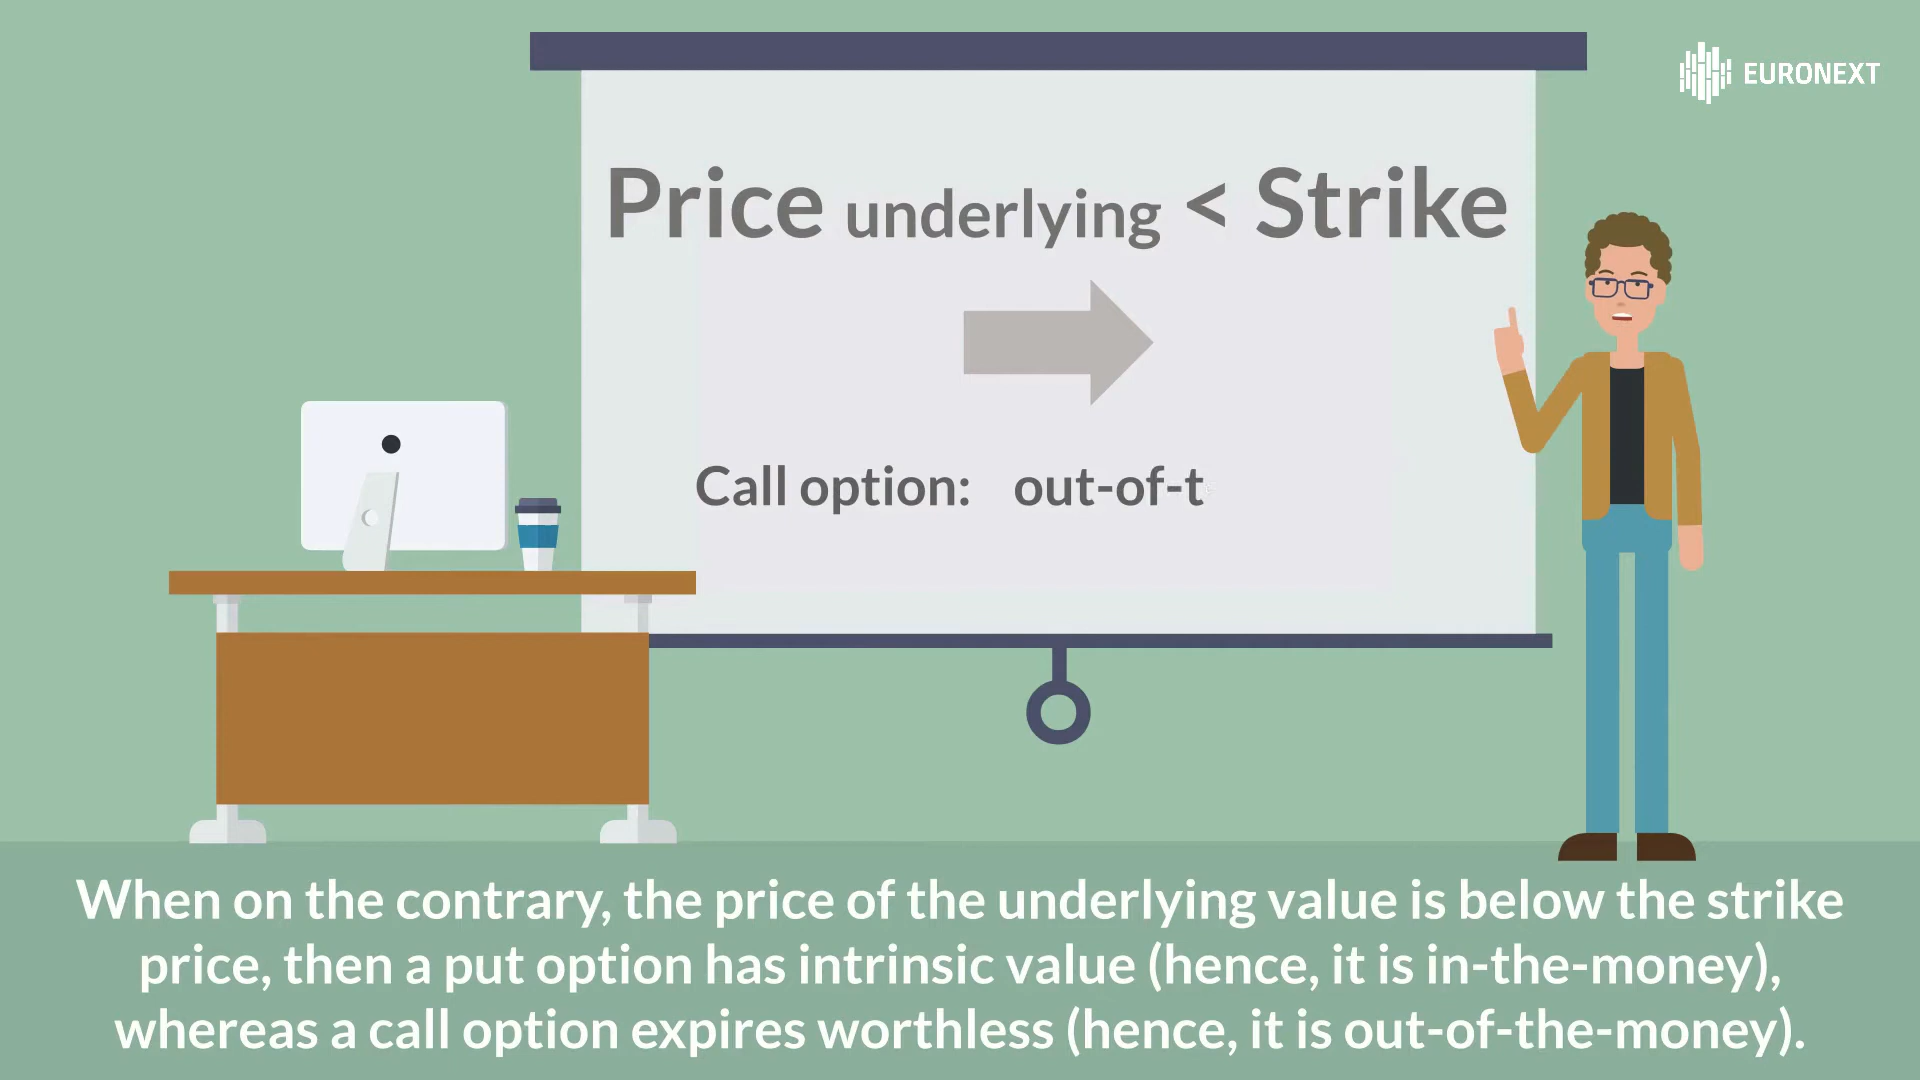 EURONEXT
Price underlying < Strike
Call option: out-of-t
When on the contrary, the price of the underlying value is below the strike
price, then a put option has intrinsic value (hence, it is in-the-money),
whereas a call option expires worthless (hence, it is out-of-the-money).